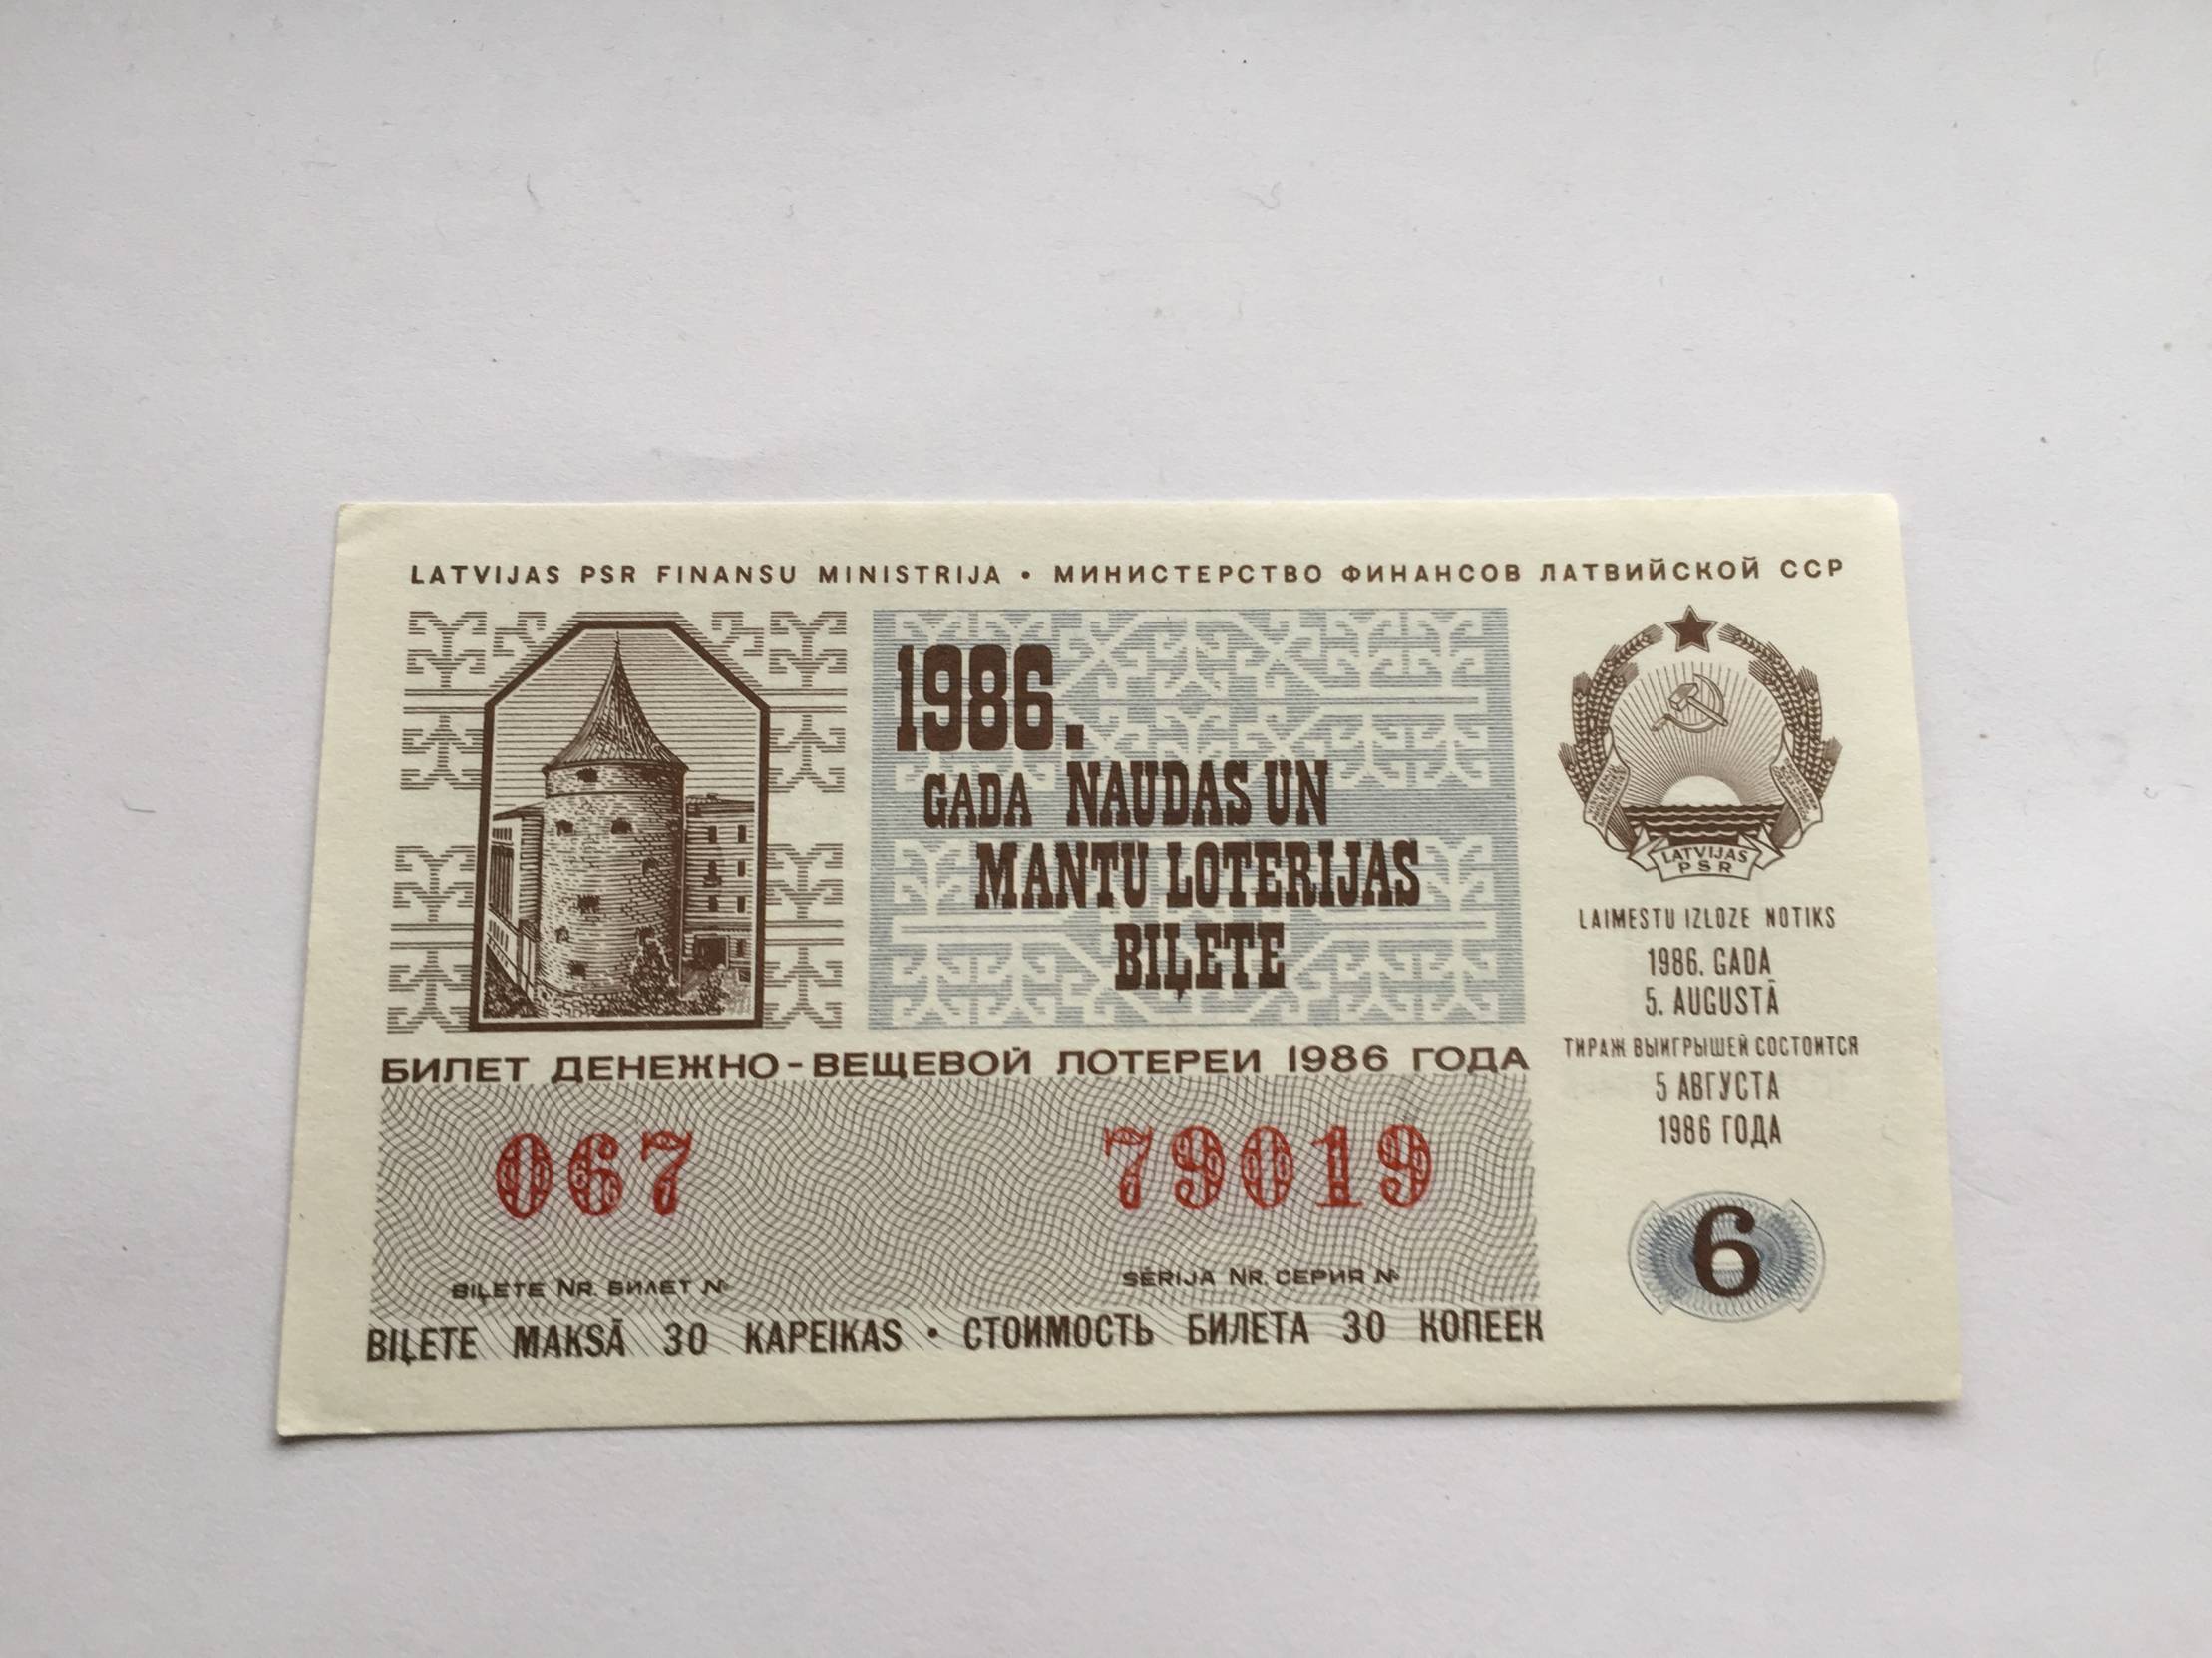 LATVIJAS PSR FINANSU MINISTRIJA • МИНИСТЕРСТВО ФИНАНСОВ ЛАТВИЙСКОЙ ССР
1986.
GADA NAUDAS UN
MANTU LOTERIJAS
BIĻETE
LATVIJAS
PSR
LAIMESTU IZLOZE NOTIKS
1986. GADA
5. AUGUSTĀ
ТИРАЖ ВЫИГРЫШЕЙ СОСТОИТСЯ
5 АВГУСТА
1986 ГОДА
6
БИЛЕТ ДЕНЕЖНО-ВЕЩЕВОЙ ЛОТЕРЕИ 1986 ГОДА
067 79019
BIĻETE NR. БИЛЕТ № SĒRIJA NR. СЕРИЯ №
BIĻETE MAKSĀ 30 KAPEIKAS • СТОИМОСТЬ БИЛЕТА 30 КОПЕЕК